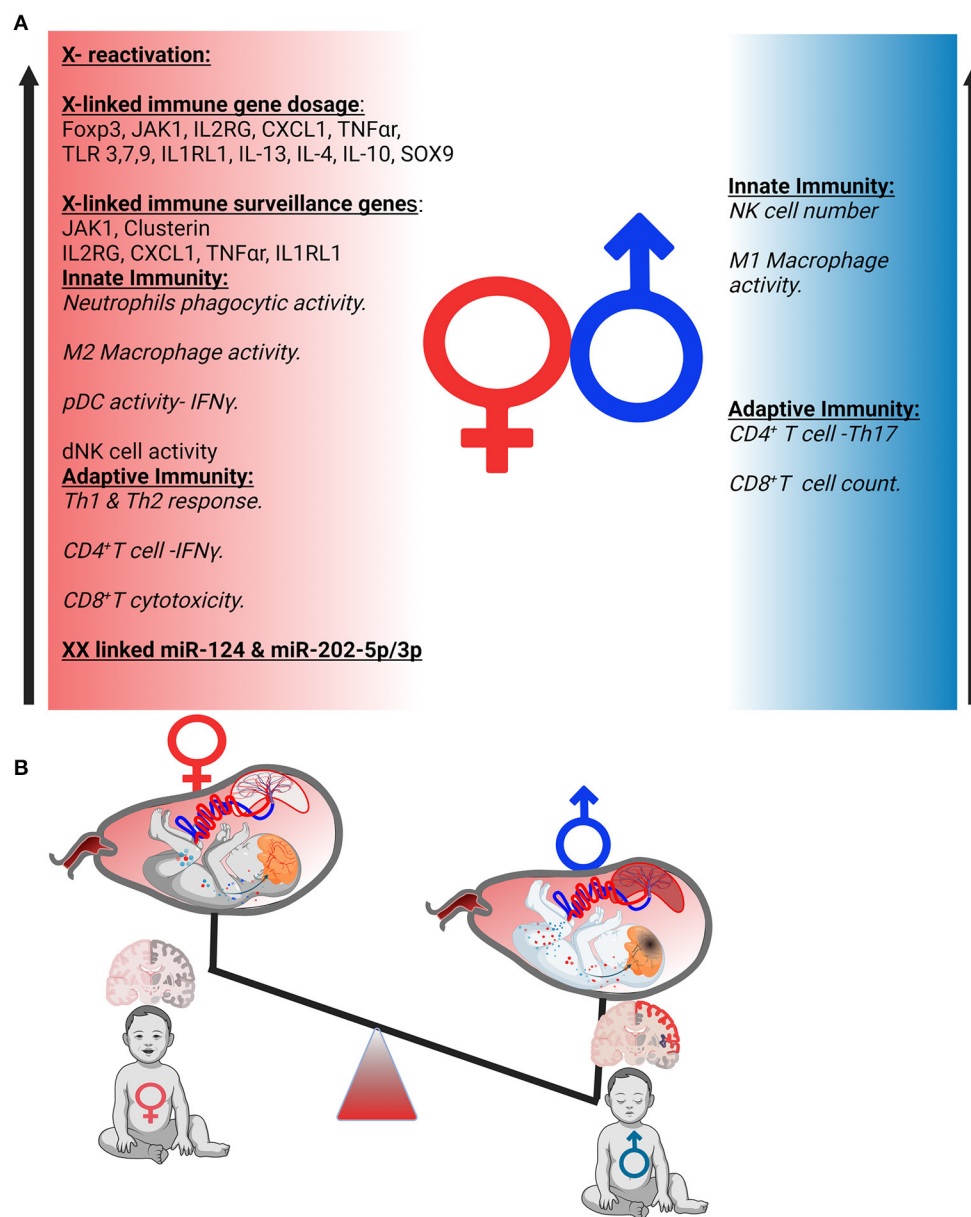 A
X- reactivation:
X-linked immune gene dosage:
Foxp3, JAK1, IL2RG, CXCL1, TNFαr,
TLR 3,7,9, IL1RL1, IL-13, IL-4, IL-10, SOX9
X-linked immune surveillance genes:
JAK1, Clusterin
IL2RG, CXCL1, TNFαr, IL1RL1
Innate Immunity:
Neutrophils phagocytic activity.
M2 Macrophage activity.
pDC activity- IFNγ.
dNK cell activity
Adaptive Immunity:
Th1 & Th2 response.
CD4⁺T cell -IFNγ.
CD8⁺T cytotoxicity.
XX linked miR-124 & miR-202-5p/3p
Innate Immunity:
NK cell number
M1 Macrophage
activity.
Adaptive Immunity:
CD4⁺ T cell -Th17
CD8⁺T cell count.
B